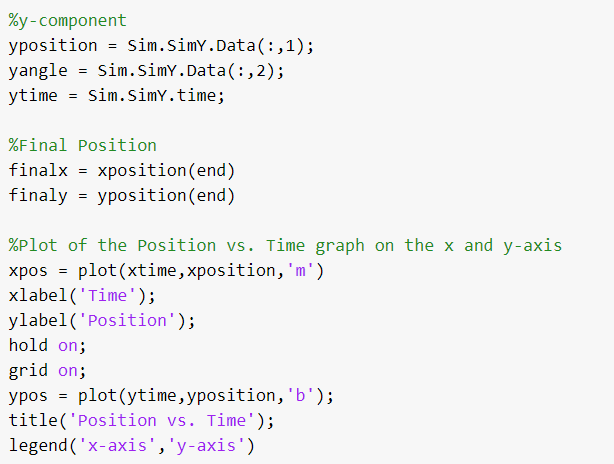 %y-component
yposition = Sim.SimY.Data(:,1);
yangle = Sim.SimY.Data(:,2);
ytime = Sim.SimY.time;
%Final Position
finalx = xposition(end)
finaly = yposition(end)
%Plot of the Position vs. Time graph on the x and y-axis
xpos = plot(xtime,xposition,'m')
xlabel('Time');
ylabel('Position');
hold on;
grid on;
ypos = plot(ytime,yposition,'b');
title('Position vs. Time');
legend('x-axis','y-axis')